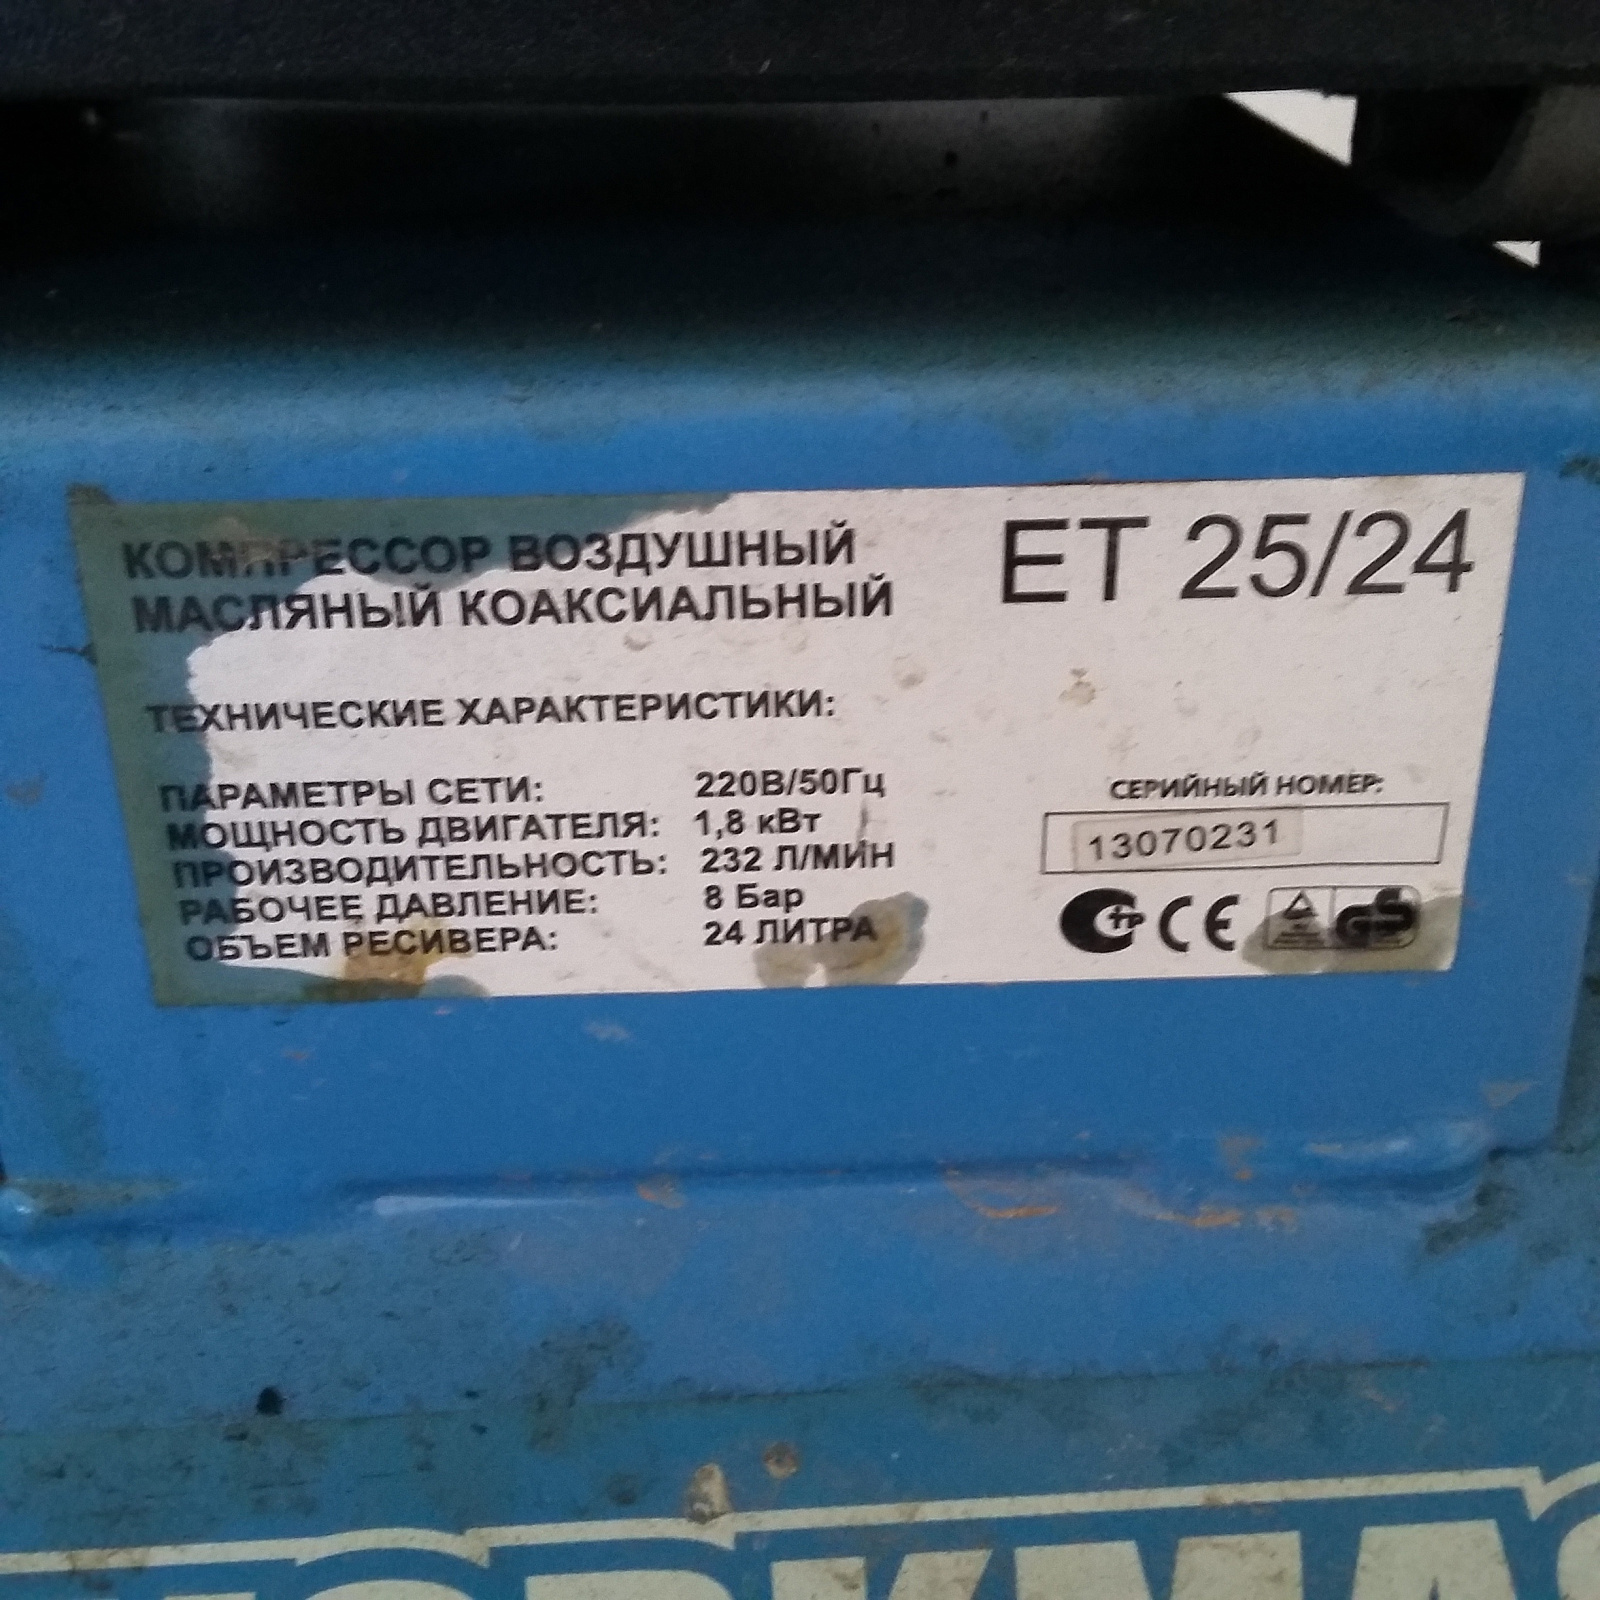 КОМПРЕССОР ВОЗДУШНЫЙ
МАСЛЯНЫЙ КОАКСИАЛЬНЫЙ
ET 25/24
ТЕХНИЧЕСКИЕ ХАРАКТЕРИСТИКИ:
ПАРАМЕТРЫ СЕТИ: 220В/50Гц
МОЩНОСТЬ ДВИГАТЕЛЯ: 1,8 кВт
ПРОИЗВОДИТЕЛЬНОСТЬ: 232 Л/МИН
РАБОЧЕЕ ДАВЛЕНИЕ: 8 Бар
ОБЪЕМ РЕСИВЕРА: 24 ЛИТРА
СЕРИЙНЫЙ НОМЕР:
13070231
CE GS